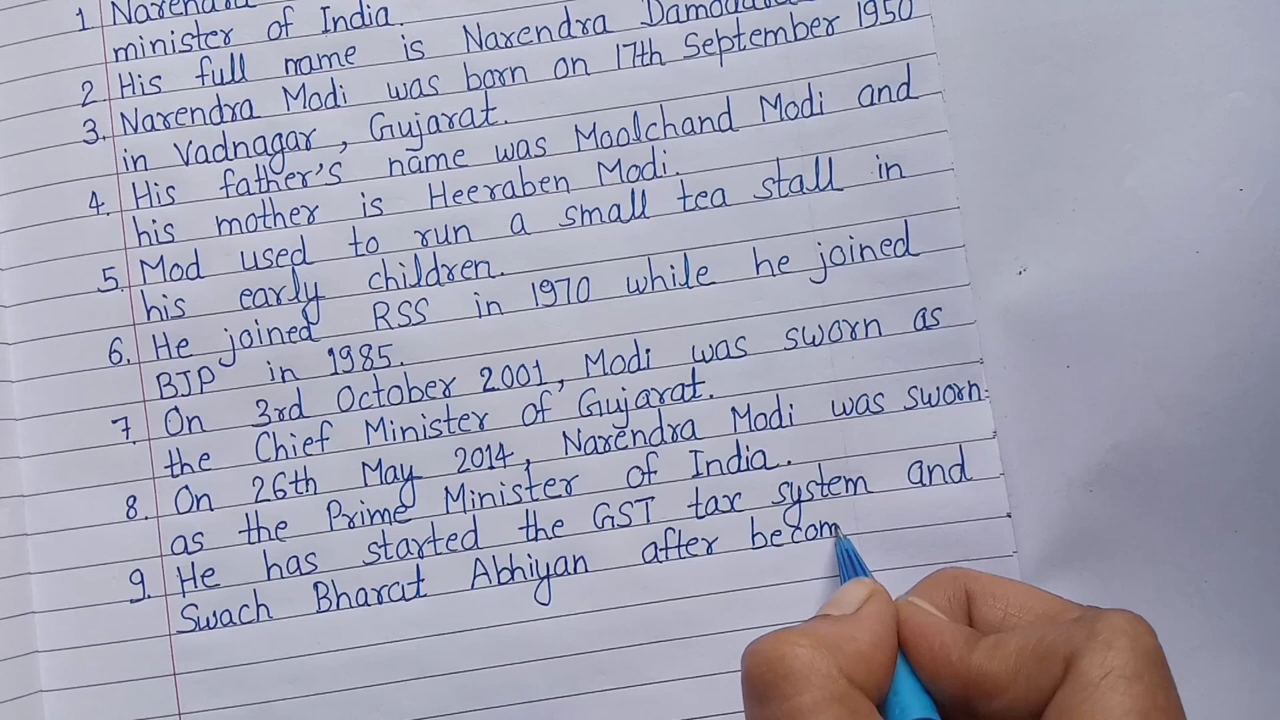 1 Narendra
minister of India.
2 His full name is Narendra
3. Narendra Modi was born on 17th September 1950
in Vadnagar, Gujarat.
4. His father's name was Moolchand Modi and
his mother is Heeraben Modi.
5. Mod used to run a small tea stall in
his early children.
6. He joined RSS in 1970 while he joined
BJP in 1985.
7. On 3rd October 2001, Modi was sworn as
the Chief Minister of Gujarat.
8. On 26th May 2014, Narendra Modi was sworn
as the Prime Minister of India.
9. He has started the GST tax system and
Swach Bharat Abhiyan after becom